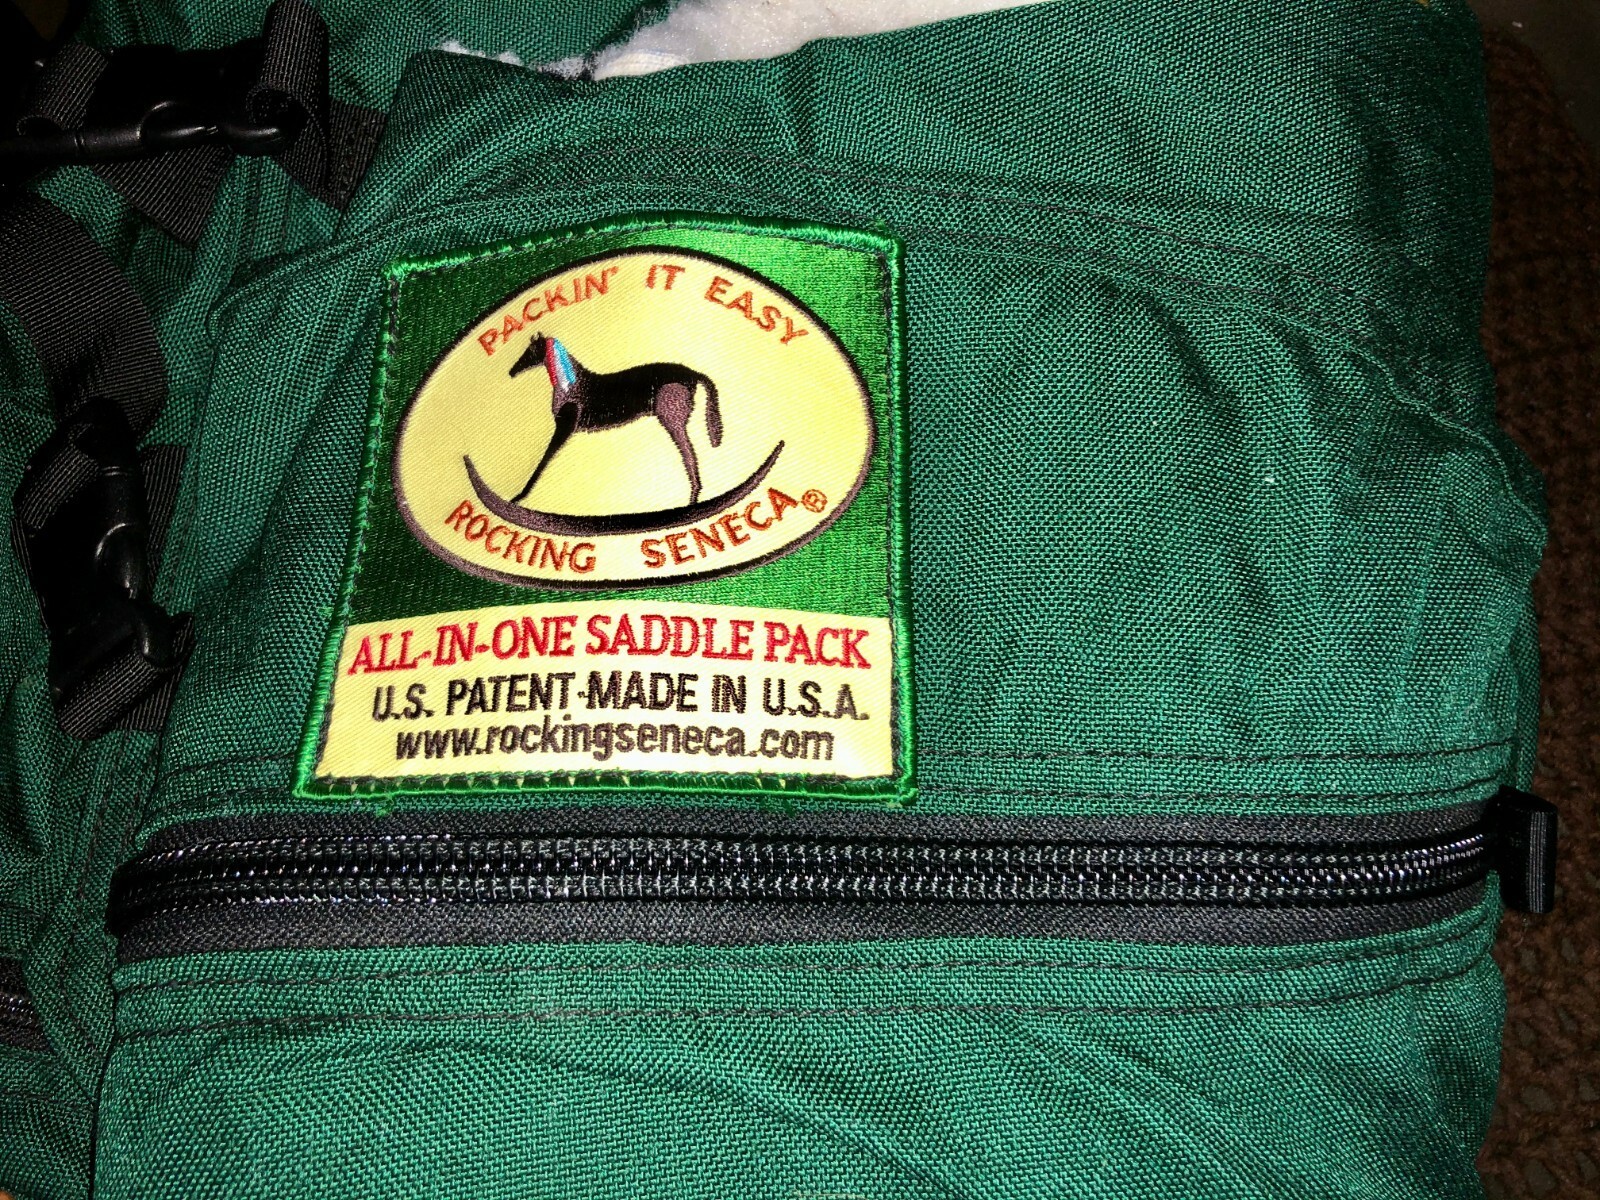 PACKIN' IT EASY
ROCKING SENECA®
ALL-IN-ONE SADDLE PACK
U.S. PATENT-MADE IN U.S.A.
www.rockingseneca.com